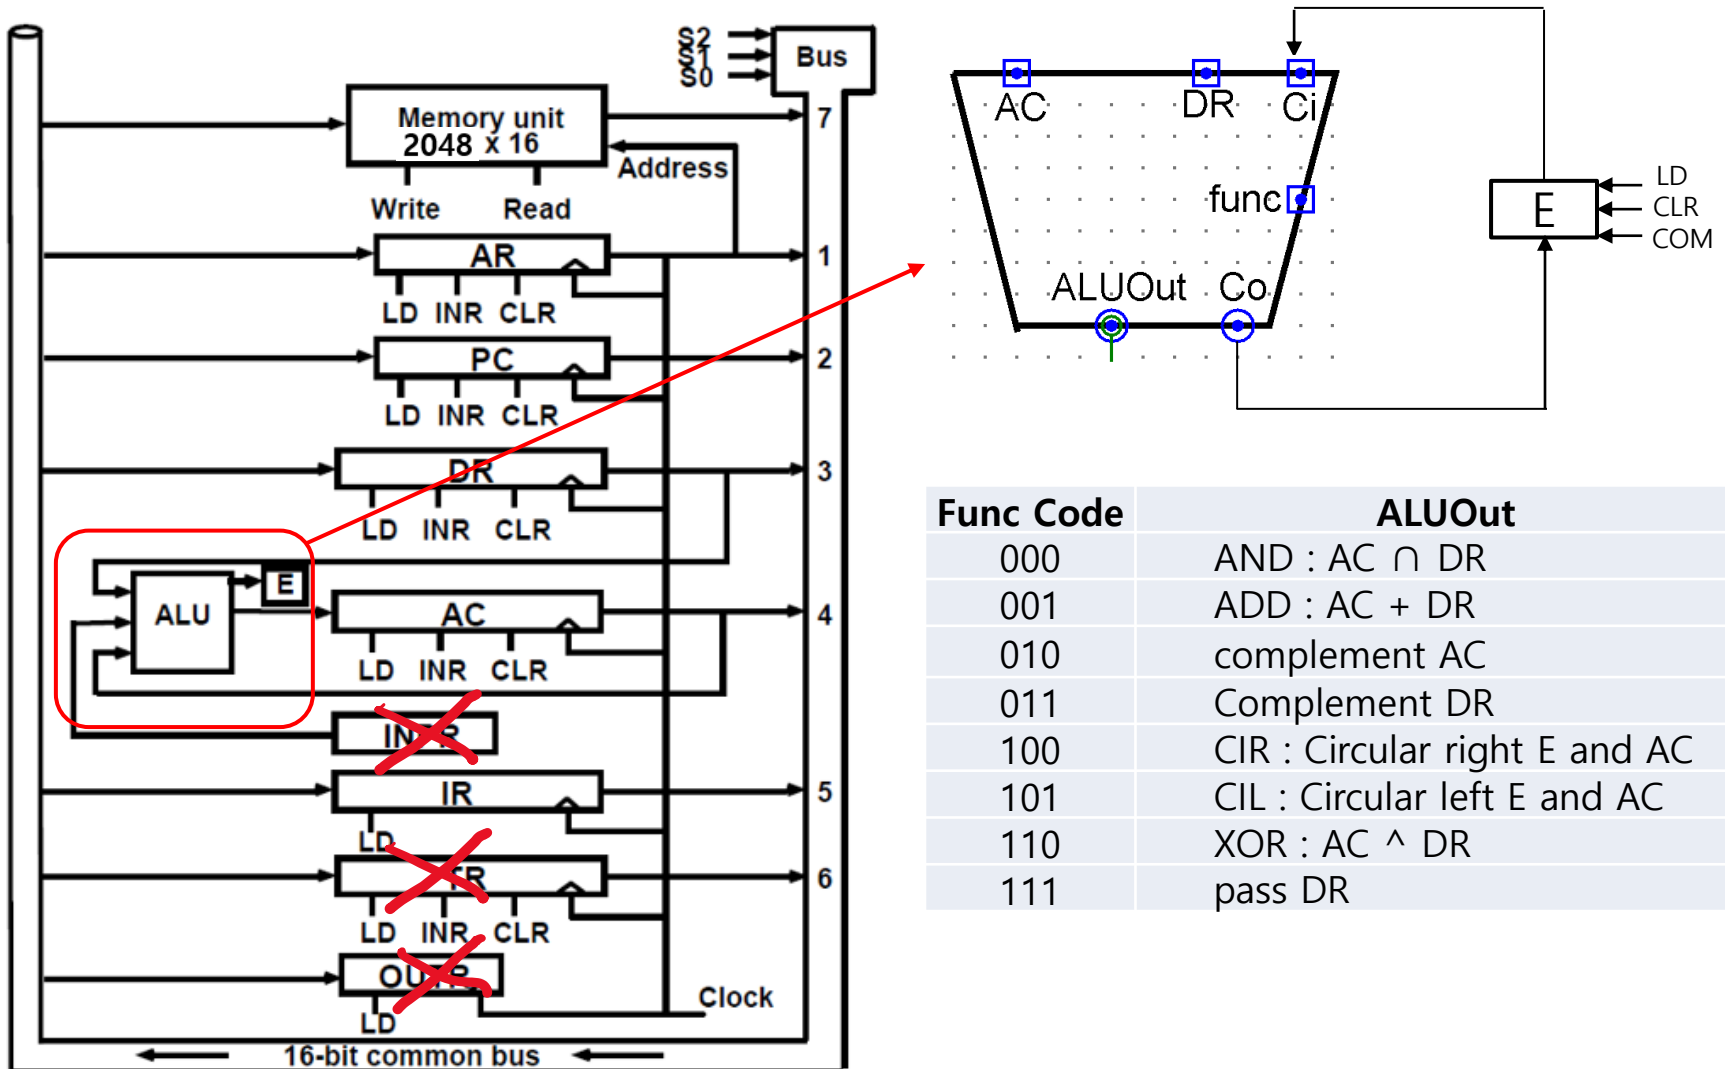 S2
S1
S0
Bus
Memory unit
2048 x 16
7
Address
Write Read
AR
1
LD INR CLR
PC
2
LD INR CLR
DR
3
LD INR CLR
E
ALU
AC
4
LD INR CLR
INPR
IR
5
LD
TR
6
LD INR CLR
OUTR
LD
Clock
16-bit common bus
AC DR Ci
func
ALUOut Co
E
LD
CLR
COM
Func Code ALUOut
000 AND : AC ∩ DR
001 ADD : AC + DR
010 complement AC
011 Complement DR
100 CIR : Circular right E and AC
101 CIL : Circular left E and AC
110 XOR : AC ^ DR
111 pass DR